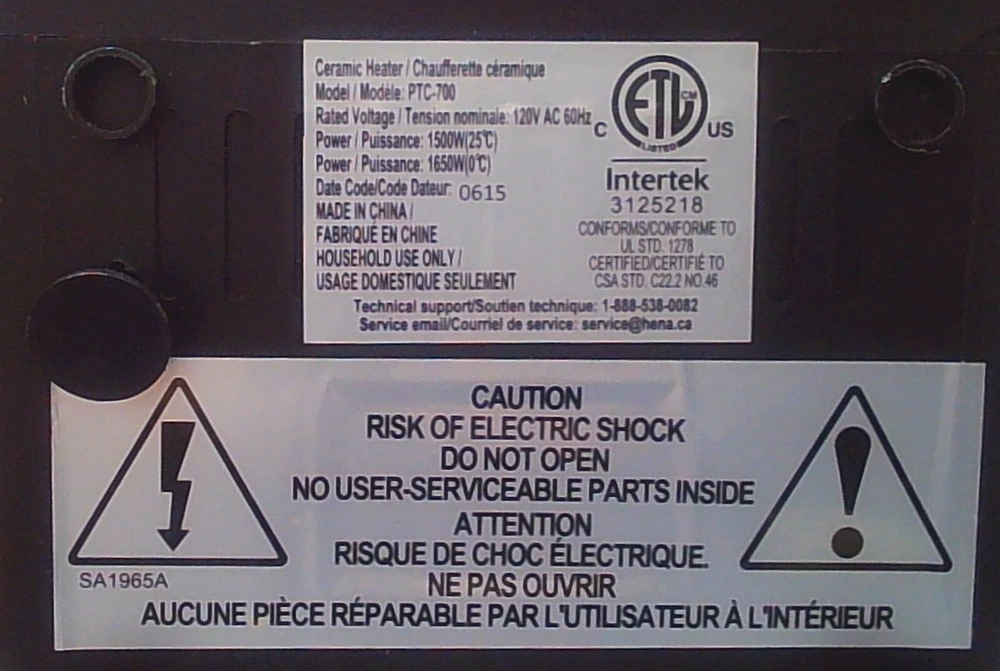 Ceramic Heater / Chaufferette céramique
Model / Modèle: PTC-700
Rated Voltage / Tension nominale: 120V AC 60Hz
Power / Puissance: 1500W(25°C)
Power / Puissance: 1650W(0°C)
Date Code/Code Dateur: 0615
MADE IN CHINA /
FABRIQUÉ EN CHINE
HOUSEHOLD USE ONLY /
USAGE DOMESTIQUE SEULEMENT
ETL CM
C US
LISTED
Intertek
3125218
CONFORMS/CONFORME TO
UL STD. 1278
CERTIFIED/CERTIFIÉ TO
CSA STD. C22.2 NO.46
Technical support/Soutien technique: 1-888-538-0082
Service email/Courriel de service: service@hena.ca
CAUTION
RISK OF ELECTRIC SHOCK
DO NOT OPEN
NO USER-SERVICEABLE PARTS INSIDE
ATTENTION
RISQUE DE CHOC ÉLECTRIQUE.
NE PAS OUVRIR
AUCUNE PIÈCE RÉPARABLE PAR L'UTILISATEUR À L'INTÉRIEUR
SA1965A